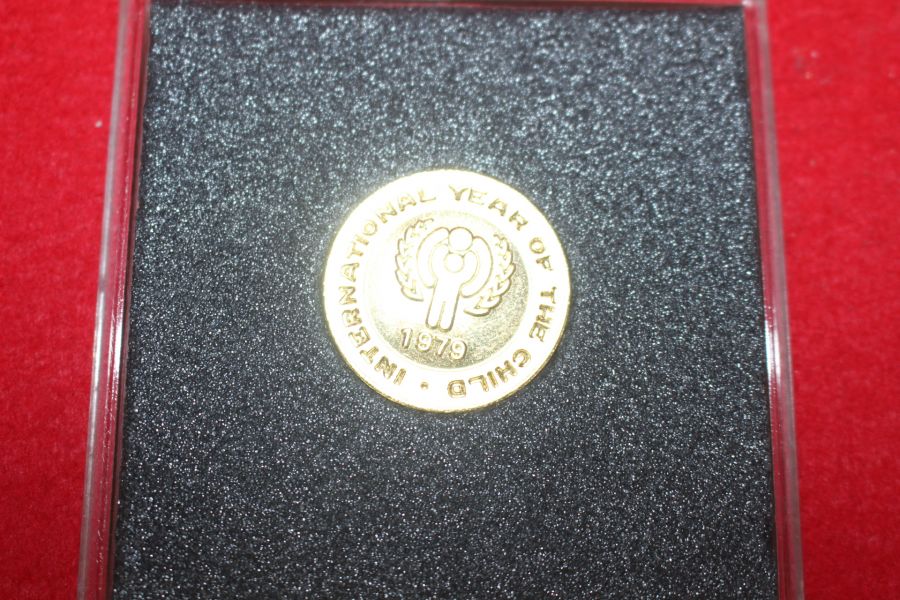 INTERNATIONAL YEAR OF THE CHILD •
1979